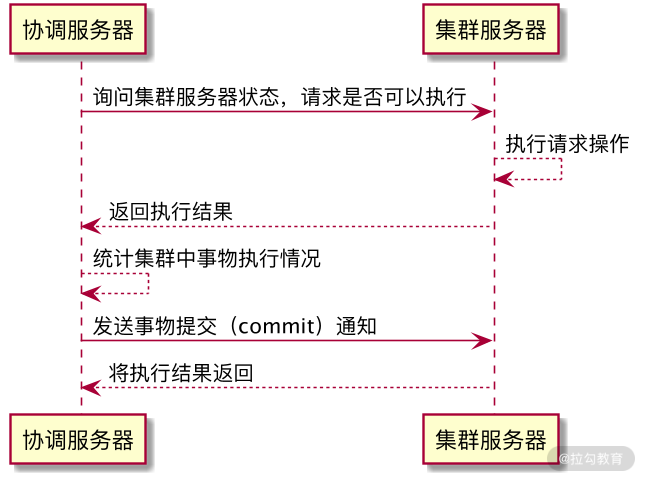 协调服务器
集群服务器
询问集群服务器状态，请求是否可以执行
执行请求操作
返回执行结果
统计集群中事物执行情况
发送事物提交（commit）通知
将执行结果返回
协调服务器
集群服务器
@拉勾教育